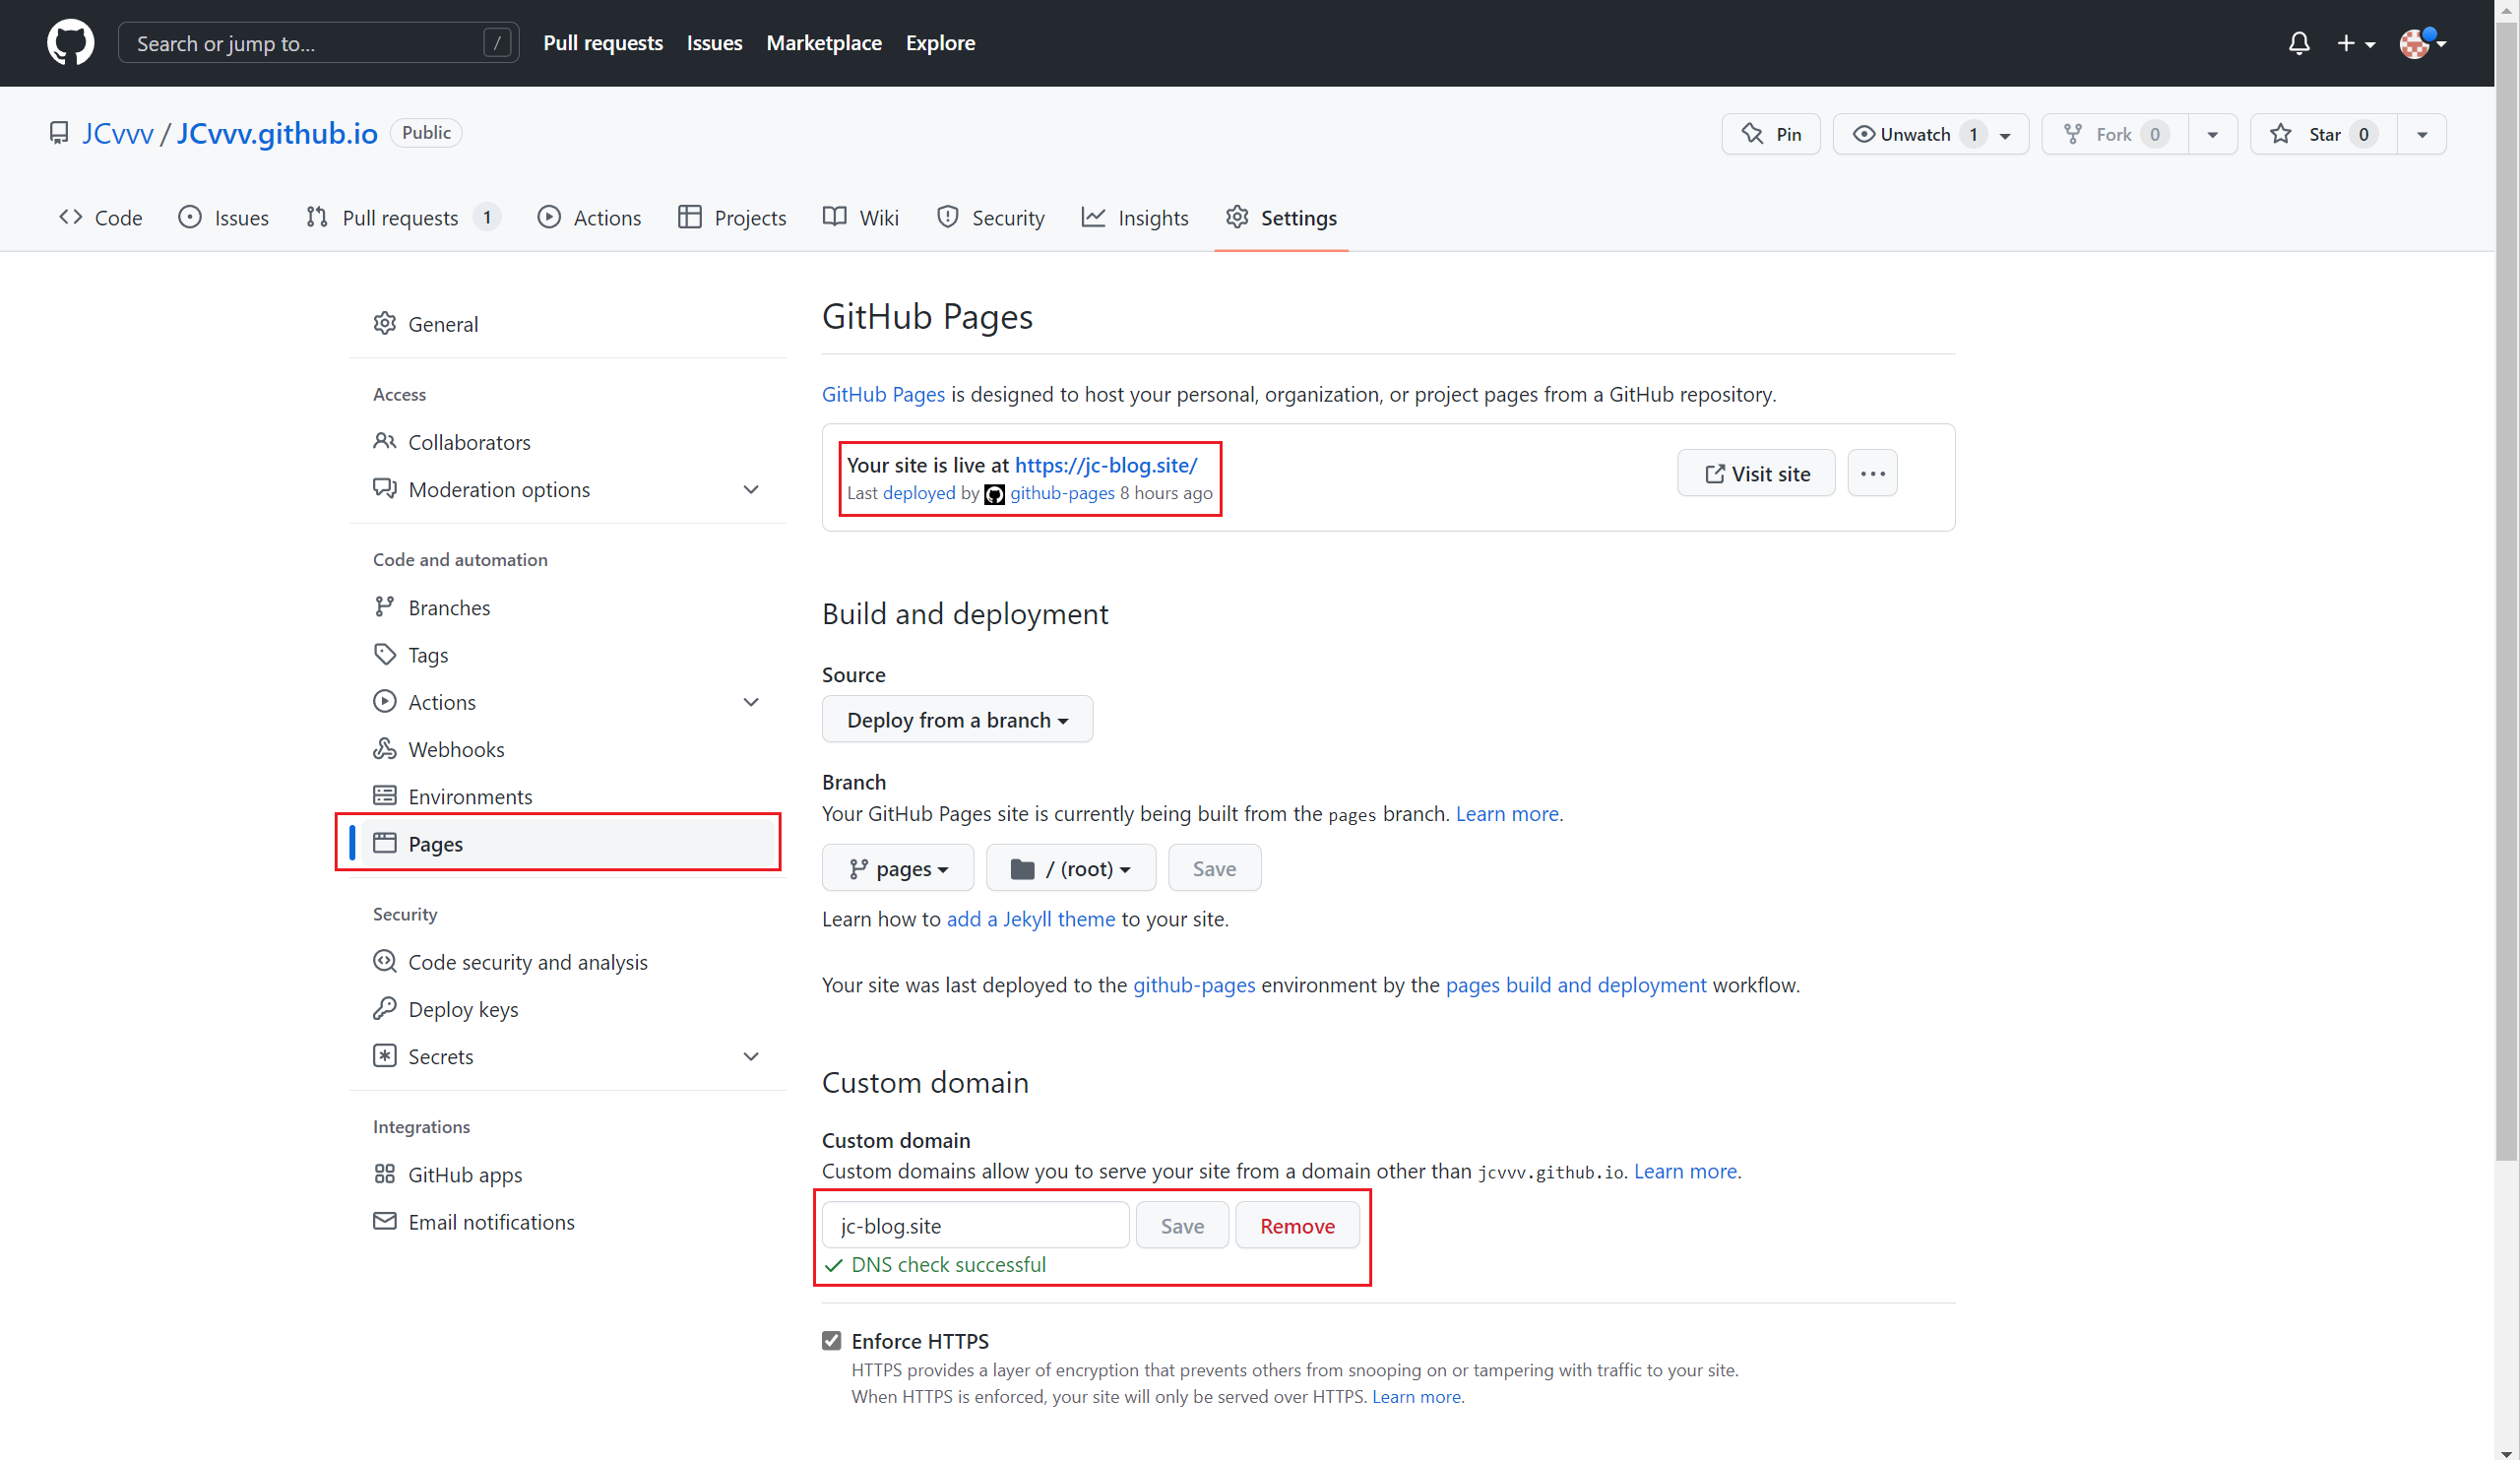 Search or jump to... /
Pull requests Issues Marketplace Explore
JCvvv / JCvvv.github.io Public
Pin Unwatch 1 Fork 0 Star 0
Code Issues Pull requests 1 Actions Projects Wiki Security Insights Settings
General
Access
Collaborators
Moderation options
Code and automation
Branches
Tags
Actions
Webhooks
Environments
Pages
Security
Code security and analysis
Deploy keys
Secrets
Integrations
GitHub apps
Email notifications
GitHub Pages
GitHub Pages is designed to host your personal, organization, or project pages from a GitHub repository.
Your site is live at https://jc-blog.site/
Last deployed by github-pages 8 hours ago
Visit site
Build and deployment
Source
Deploy from a branch
Branch
Your GitHub Pages site is currently being built from the pages branch. Learn more.
pages / (root) Save
Learn how to add a Jekyll theme to your site.
Your site was last deployed to the github-pages environment by the pages build and deployment workflow.
Custom domain
Custom domain
Custom domains allow you to serve your site from a domain other than jcvvv.github.io. Learn more.
jc-blog.site Save Remove
DNS check successful
Enforce HTTPS
HTTPS provides a layer of encryption that prevents others from snooping on or tampering with traffic to your site.
When HTTPS is enforced, your site will only be served over HTTPS. Learn more.